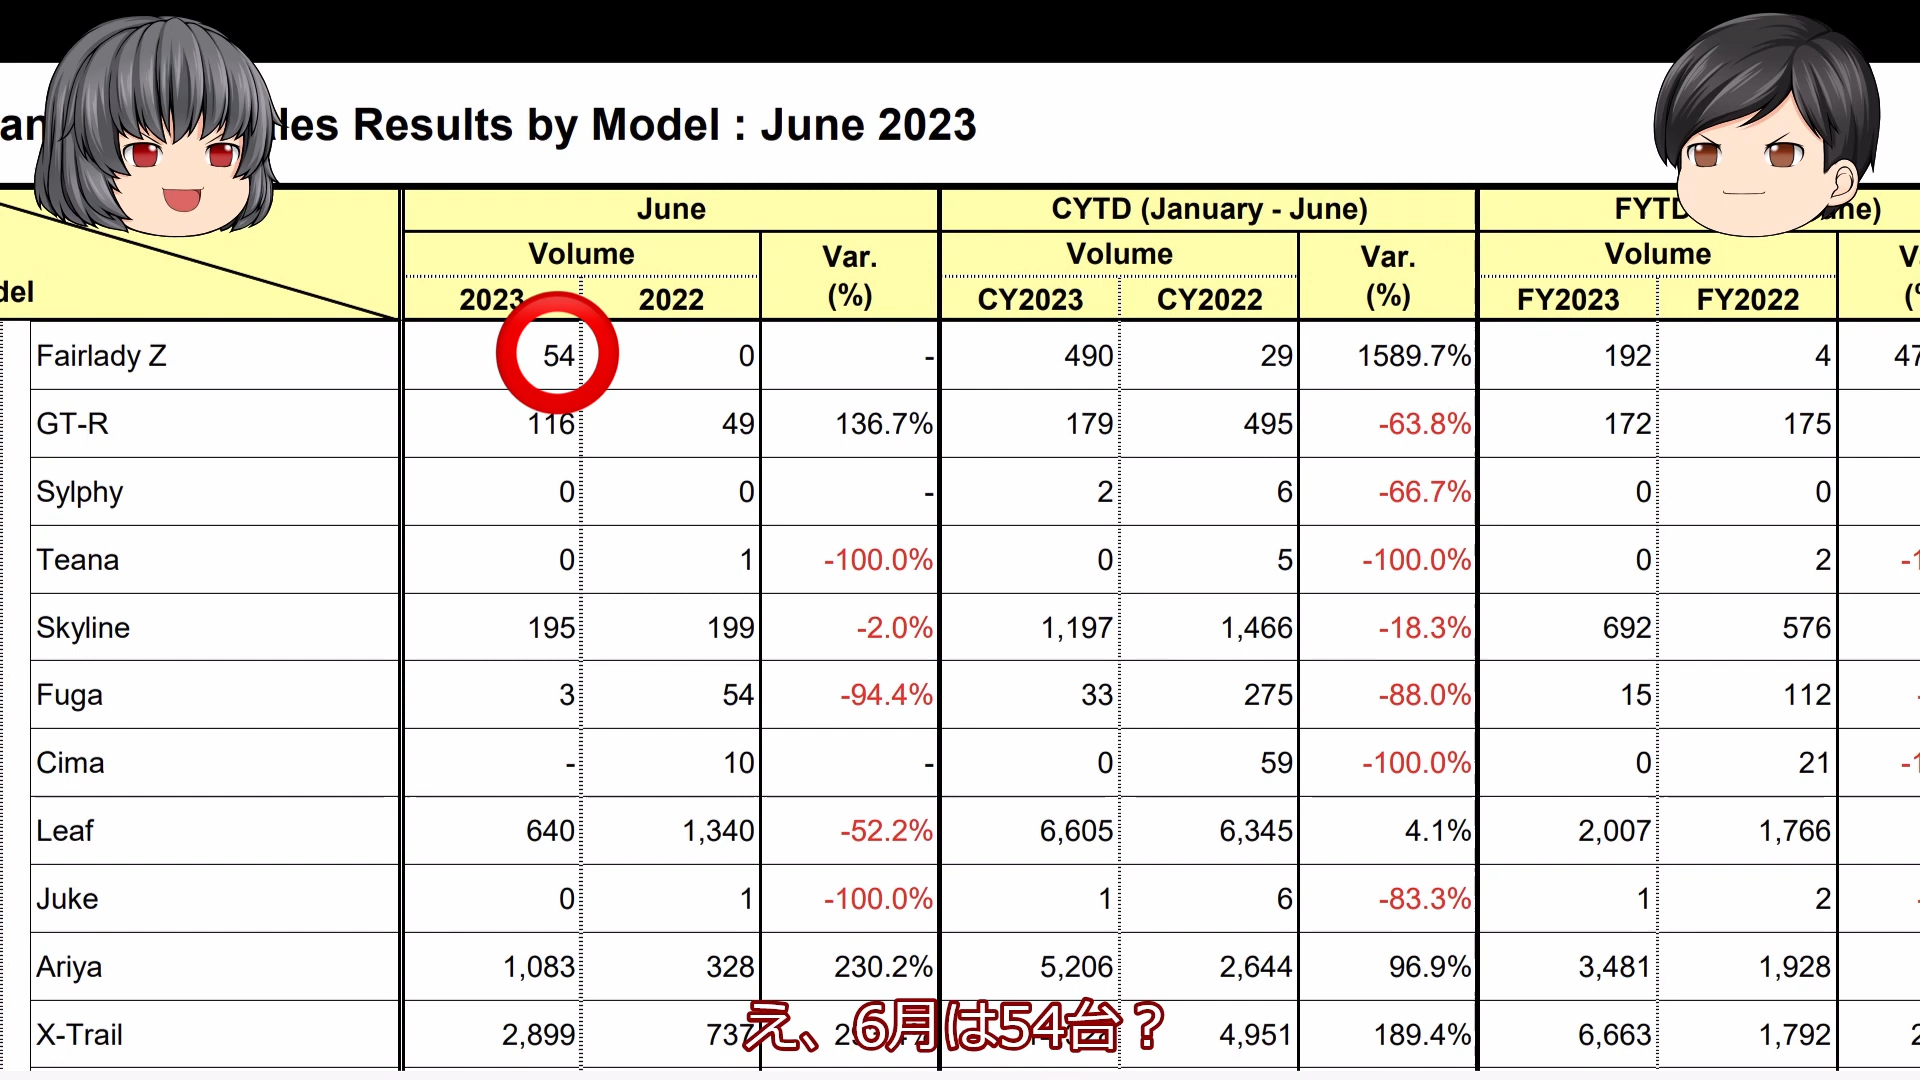 les Results by Model : June 2023
June CYTD (January - June) FYTD
Volume Var. Volume Var. Volume
2023 2022 (%) CY2023 CY2022 (%) FY2023 FY2022
Fairlady Z 54 0 - 490 29 1589.7% 192 4
GT-R 116 49 136.7% 179 495 -63.8% 172 175
Sylphy 0 0 - 2 6 -66.7% 0 0
Teana 0 1 -100.0% 0 5 -100.0% 0 2
Skyline 195 199 -2.0% 1,197 1,466 -18.3% 692 576
Fuga 3 54 -94.4% 33 275 -88.0% 15 112
Cima - 10 - 0 59 -100.0% 0 21
Leaf 640 1,340 -52.2% 6,605 6,345 4.1% 2,007 1,766
Juke 0 1 -100.0% 1 6 -83.3% 1 2
Ariya 1,083 328 230.2% 5,206 2,644 96.9% 3,481 1,928
X-Trail 2,899 737 4,951 189.4% 6,663 1,792
え、6月は54台？